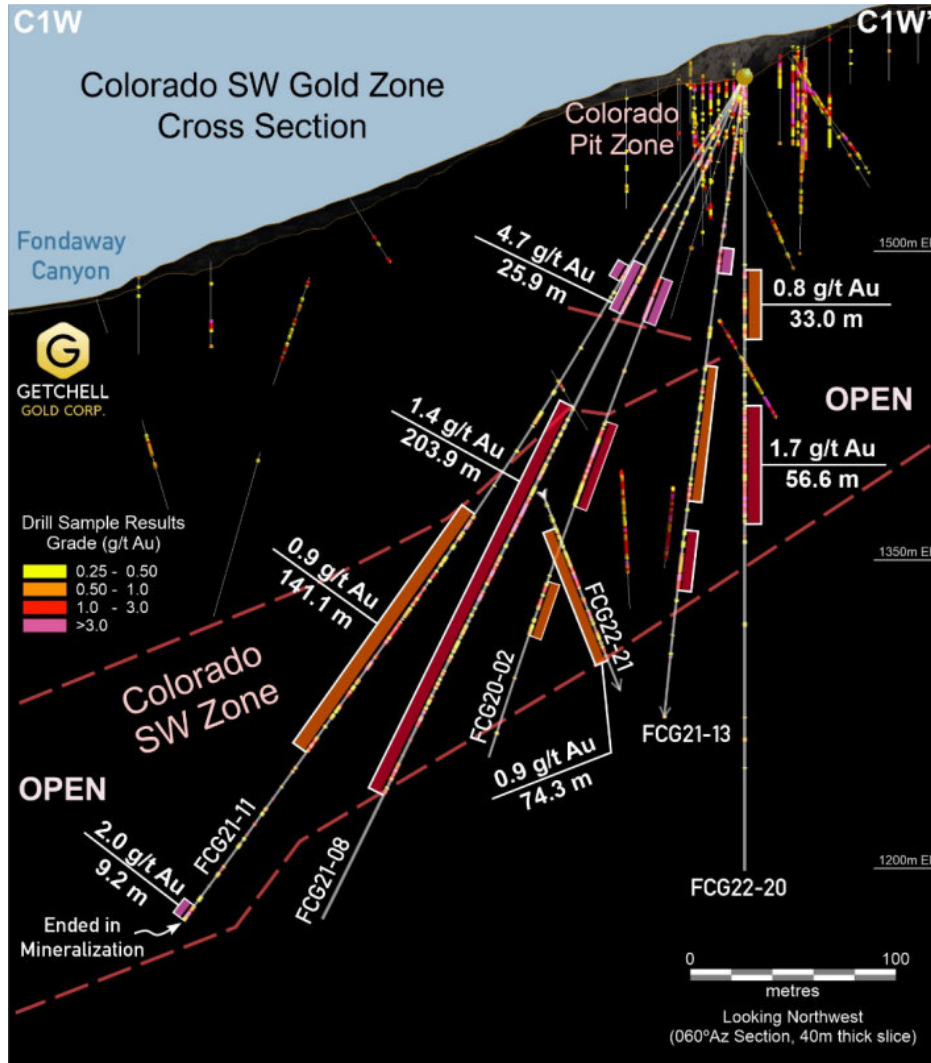 C1W
C1W'
Colorado SW Gold Zone
Cross Section
Colorado
Pit Zone
Fondaway
Canyon
1500m El
4.7 g/t Au
25.9 m
0.8 g/t Au
33.0 m
GETCHELL
GOLD CORP.
OPEN
1.4 g/t Au
203.9 m
1.7 g/t Au
56.6 m
Drill Sample Results
Grade (g/t Au)
0.25 - 0.50
0.50 - 1.0
1.0 - 3.0
>3.0
0.9 g/t Au
141.1 m
1350m El
FCG22-21
Colorado
SW Zone
FCG20-02
FCG21-13
0.9 g/t Au
74.3 m
OPEN
FCG21-11
2.0 g/t Au
9.2 m
FCG21-08
1200m El
FCG22-20
Ended in
Mineralization
0
100
metres
Looking Northwest
(060ºAz Section, 40m thick slice)